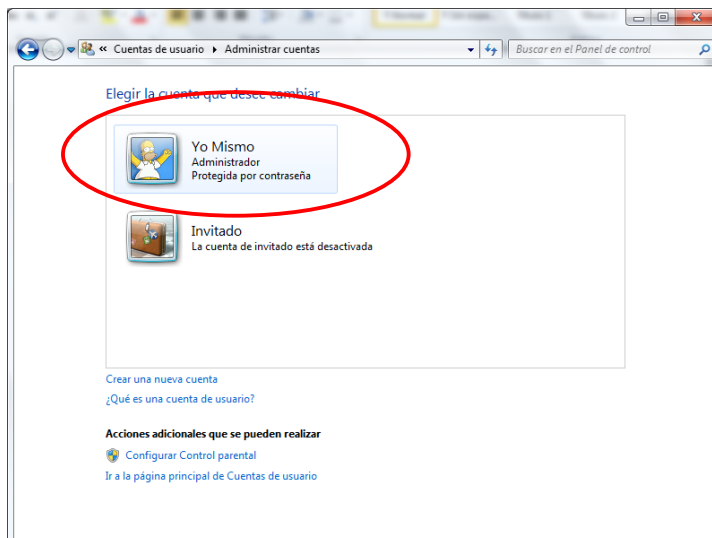 « Cuentas de usuario ▸ Administrar cuentas
Buscar en el Panel de control
Elegir la cuenta que desee cambiar
Yo Mismo
Administrador
Protegida por contraseña
Invitado
La cuenta de invitado está desactivada
Crear una nueva cuenta
¿Qué es una cuenta de usuario?
Acciones adicionales que se pueden realizar
Configurar Control parental
Ir a la página principal de Cuentas de usuario